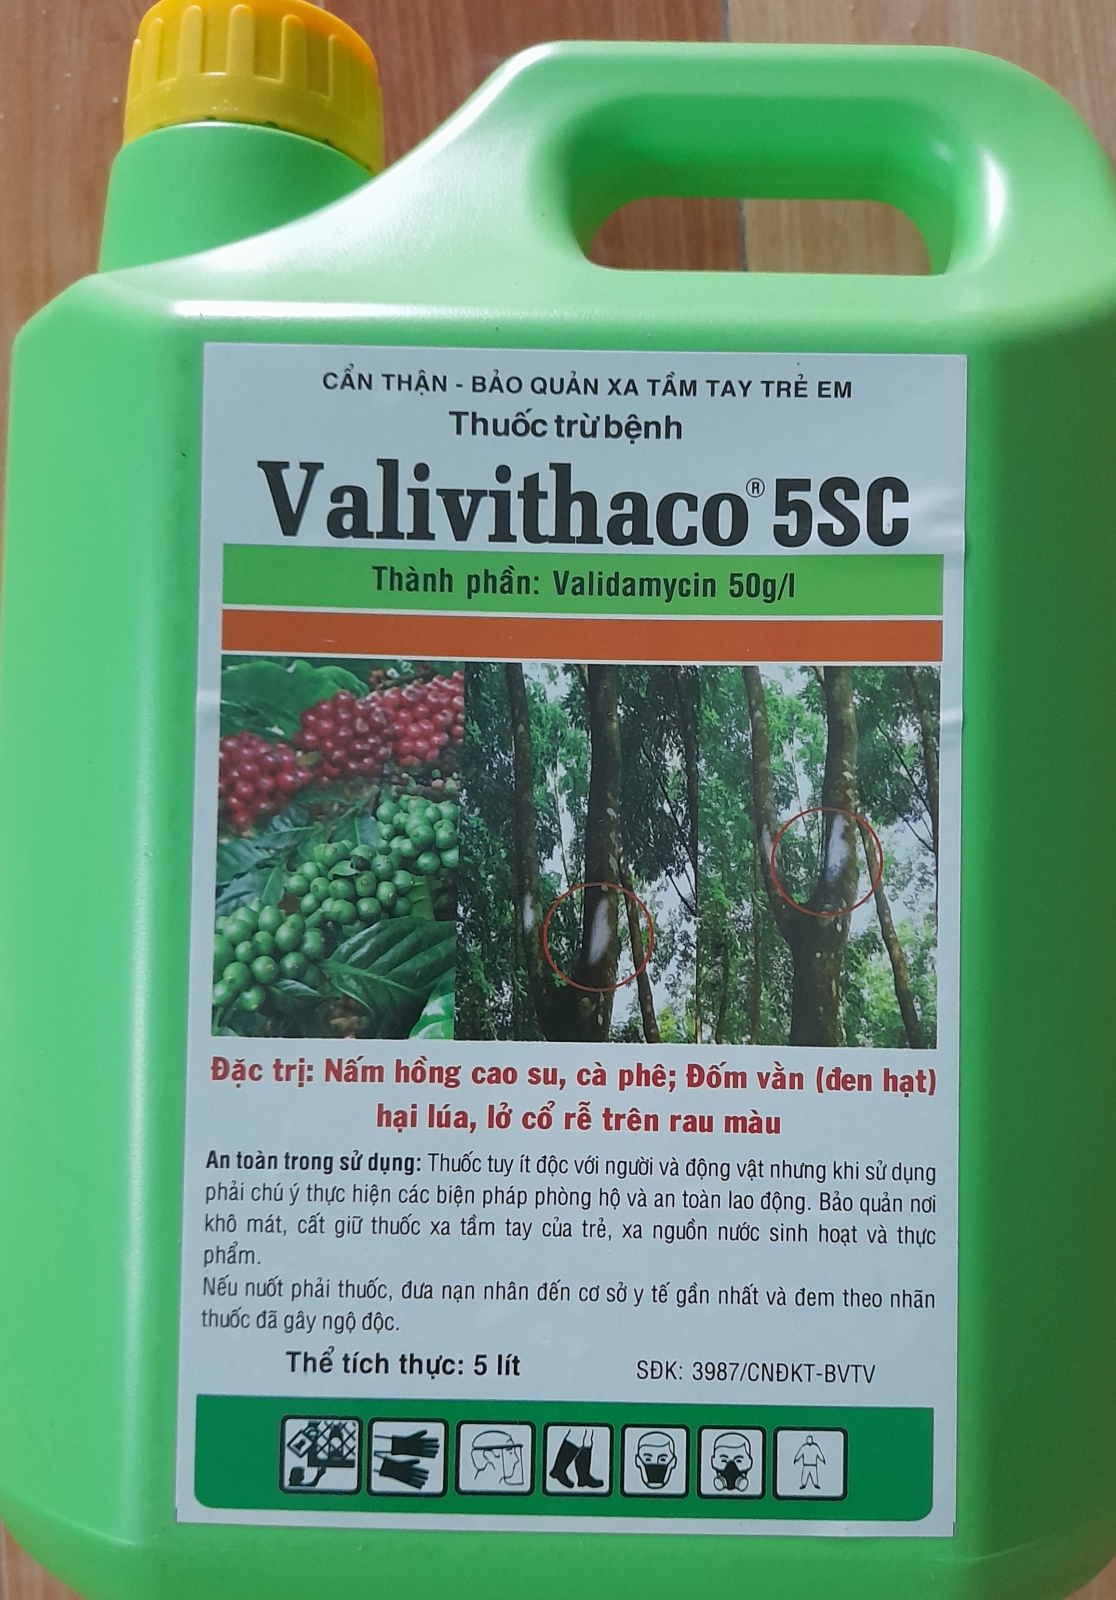 CẨN THẬN - BẢO QUẢN XA TẦM TAY TRẺ EM
Thuốc trừ bệnh
Valivithaco® 5SC
Thành phần: Validamycin 50g/l
Đặc trị: Nấm hồng cao su, cà phê; Đốm vằn (đen hạt)
hại lúa, lở cổ rễ trên rau màu
An toàn trong sử dụng: Thuốc tuy ít độc với người và động vật nhưng khi sử dụng
phải chú ý thực hiện các biện pháp phòng hộ và an toàn lao động. Bảo quản nơi
khô mát, cất giữ thuốc xa tầm tay của trẻ, xa nguồn nước sinh hoạt và thực
phẩm.
Nếu nuốt phải thuốc, đưa nạn nhân đến cơ sở y tế gần nhất và đem theo nhãn
thuốc đã gây ngộ độc.
Thể tích thực: 5 lít SĐK: 3987/CNĐKT-BVTV